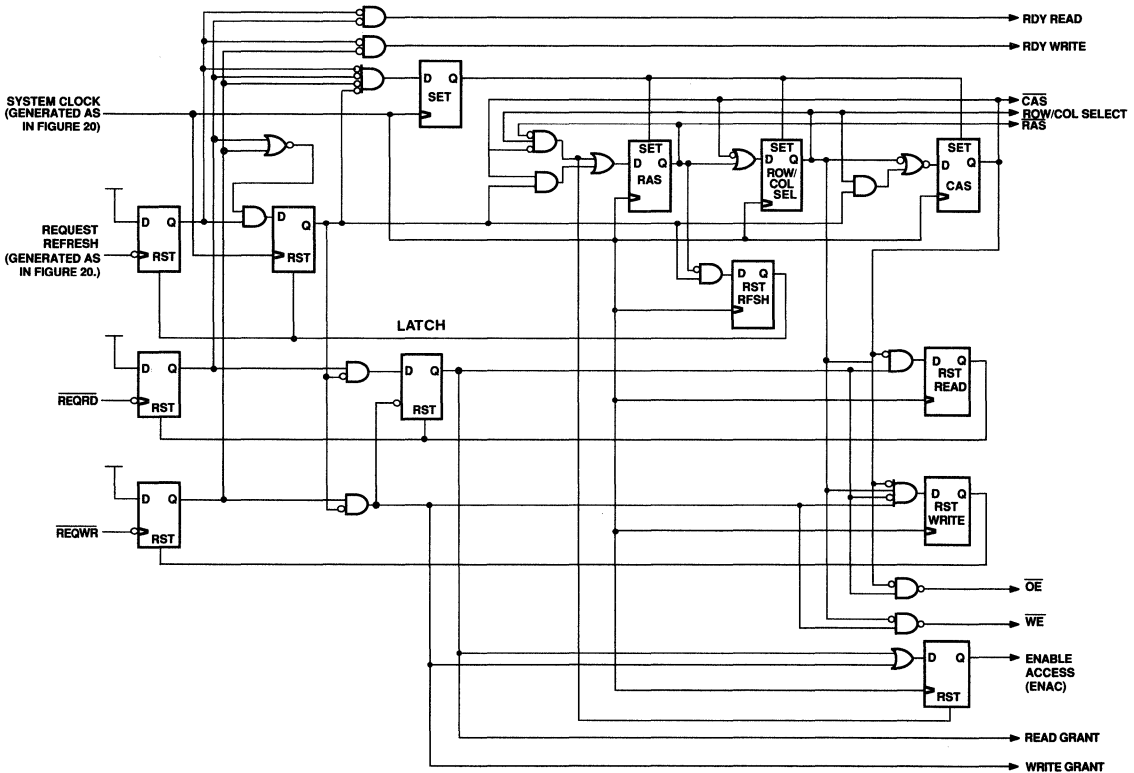 RDY READ
RDY WRITE
D Q
SET
SYSTEM CLOCK
(GENERATED AS
IN FIGURE 20)
CAS
ROW/COL SELECT
RAS
SET
D Q
RAS
SET
D Q
ROW/
COL
SEL
SET
D Q
CAS
D Q
RST
D
Q
RST
REQUEST
REFRESH
(GENERATED AS
IN FIGURE 20.)
D Q
RST
RFSH
LATCH
D Q
RST
REQRD
D Q
RST
D Q
RST
READ
D Q
RST
REQWR
D Q
RST
WRITE
OE
WE
D Q
RST
ENABLE
ACCESS
(ENAC)
READ GRANT
WRITE GRANT